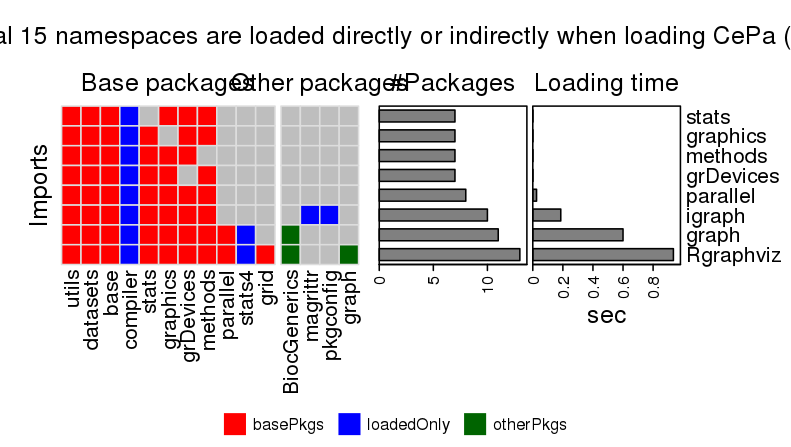 al 15 namespaces are loaded directly or indirectly when loading CePa (
Base packages
Other packages
#Packages
Loading time
Imports
stats
graphics
methods
grDevices
parallel
igraph
graph
Rgraphviz
utils
datasets
base
compiler
stats
graphics
grDevices
methods
parallel
stats4
grid
BiocGenerics
magrittr
pkgconfig
graph
0
5
10
0
0.2
0.4
0.6
0.8
sec
basePkgs
loadedOnly
otherPkgs